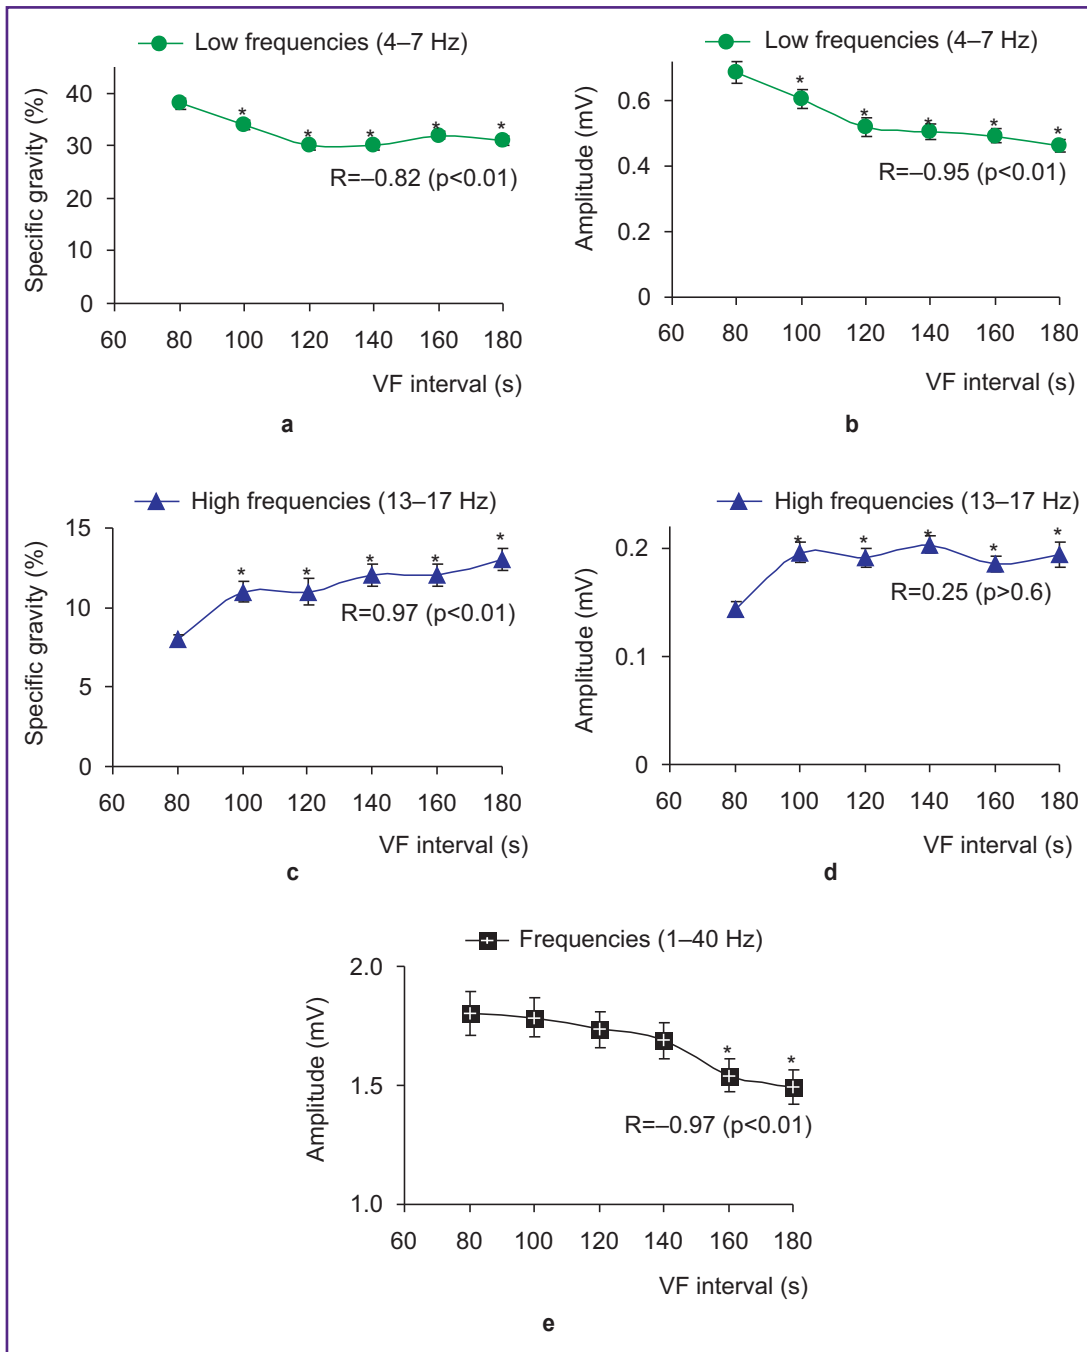 Low frequencies (4–7 Hz)
Specific gravity (%)
40
30
20
10
0
* * * * *
R=–0.82 (p<0.01)
60 80 100 120 140 160 180
VF interval (s)
a
Low frequencies (4–7 Hz)
Amplitude (mV)
0.6
0.4
0.2
0
* * * * *
R=–0.95 (p<0.01)
60 80 100 120 140 160 180
VF interval (s)
b
High frequencies (13–17 Hz)
Specific gravity (%)
15
10
5
0
* * * * *
R=0.97 (p<0.01)
60 80 100 120 140 160 180
VF interval (s)
c
High frequencies (13–17 Hz)
Amplitude (mV)
0.2
0.1
0
* * * * *
R=0.25 (p>0.6)
60 80 100 120 140 160 180
VF interval (s)
d
Frequencies (1–40 Hz)
Amplitude (mV)
2.0
1.5
1.0
* *
R=–0.97 (p<0.01)
60 80 100 120 140 160 180
VF interval (s)
e